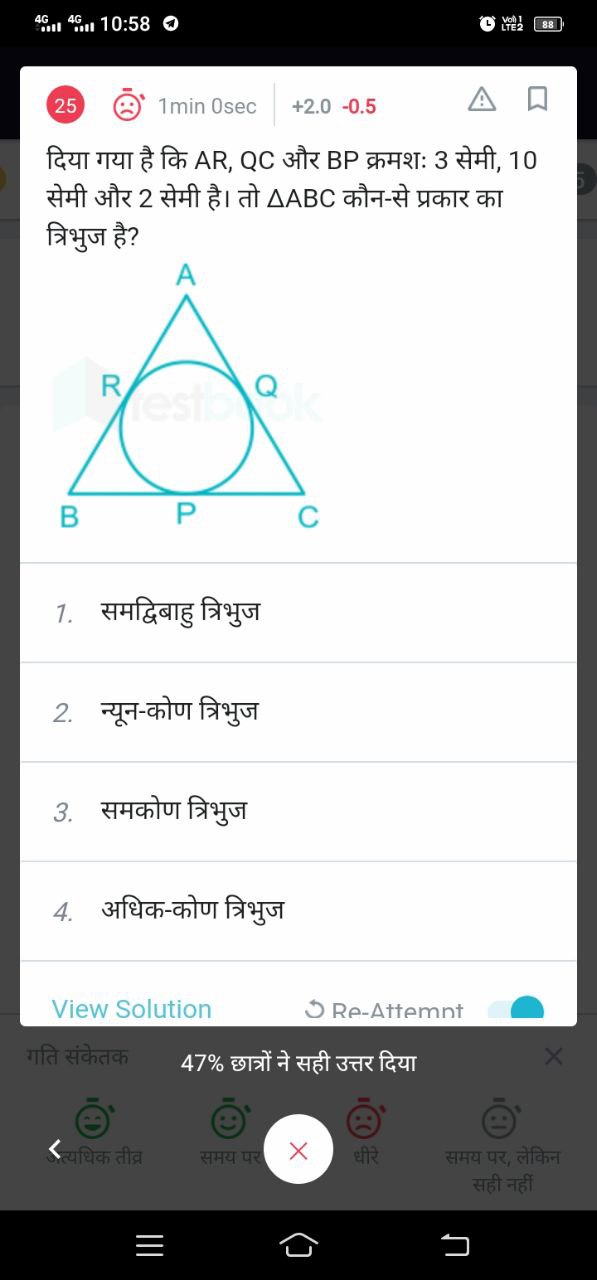 4G 4G 10:58 Vo) 1 LTE2 88
25 1min 0sec +2.0 -0.5
दिया गया है कि AR, QC और BP क्रमश: 3 सेमी, 10
सेमी और 2 सेमी है। तो ΔABC कौन-से प्रकार का
त्रिभुज है?
A
R Q
testbook
B P C
1. समद्विबाहु त्रिभुज
2. न्यून-कोण त्रिभुज
3. समकोण त्रिभुज
4. अधिक-कोण त्रिभुज
View Solution Re-Attempt
गति संकेतक
47% छात्रों ने सही उत्तर दिया
अत्यधिक तीव्र समय पर धीरे समय पर, लेकिन
सही नहीं